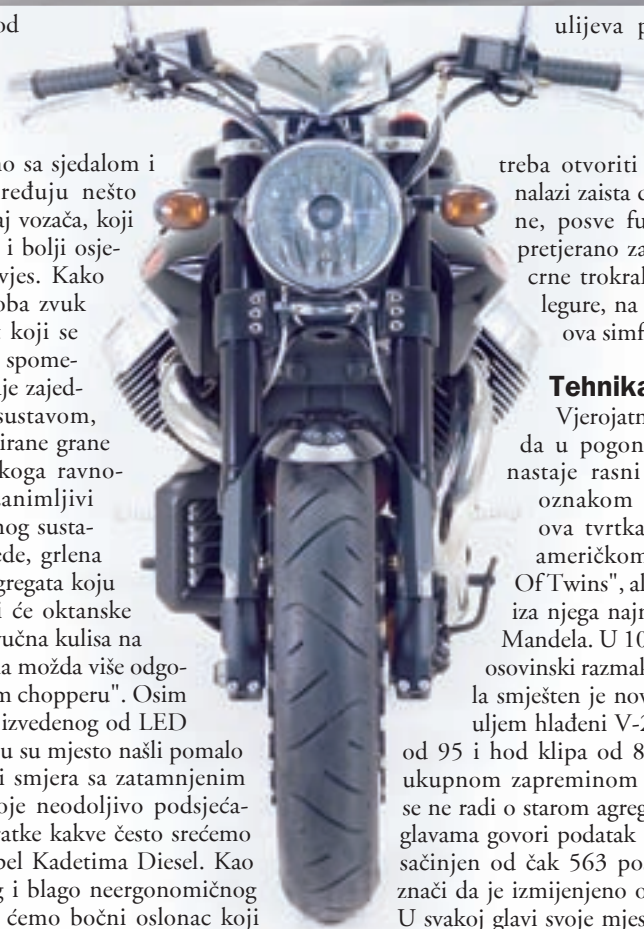 od
no sa sjedalom i
ređuju nešto
aj vozača, koji
i bolji osje-
vjes. Kako
oba zvuk
koji se
spome-
je zajed-
sustavom,
irane grane
koga ravno-
animljivi
nog susta-
ede, grlena
gregata koju
i će oktanske
učna kulisa na
a možda više odgo-
m chopperu". Osim
izvedenog od LED
u su mjesto našli pomalo
i smjera sa zatamnjenim
oje neodoljivo podsjeća-
ratke kakve često srećemo
pel Kadetima Diesel. Kao
g i blago neergonomičnog
ćemo bočni oslonac koji
ulijeva p
treba otvoriti
nalazi zaista
ne, posve fu
pretjerano za
crne trokra
legure, na
ova simf
Tehnika
Vjerojatn
da u pogon
nastaje rasni
oznakom
ova tvrtka
američkom
Of Twins", al
iza njega najm
Mandela. U 10
osovinski razmak
la smješten je nov
uljem hlađeni V-2
od 95 i hod klipa od 8
ukupnom zapreminom
se ne radi o starom agreg
glavama govori podatak
sačinjen od čak 563 po
znači da je izmijenjeno o
U svakoj glavi svoje mjes